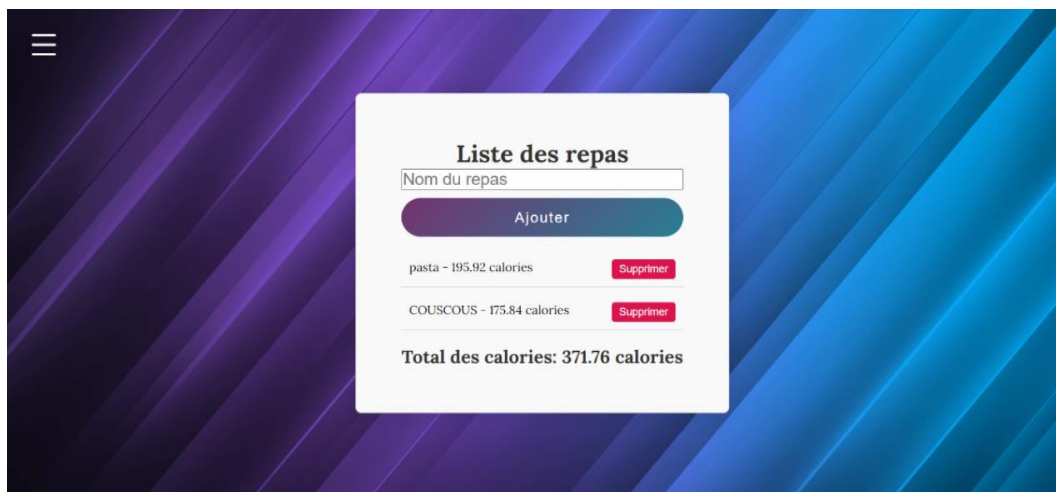 Liste des repas
Nom du repas
Ajouter
pasta - 195.92 calories Supprimer
COUSCOUS - 175.84 calories Supprimer
Total des calories: 371.76 calories